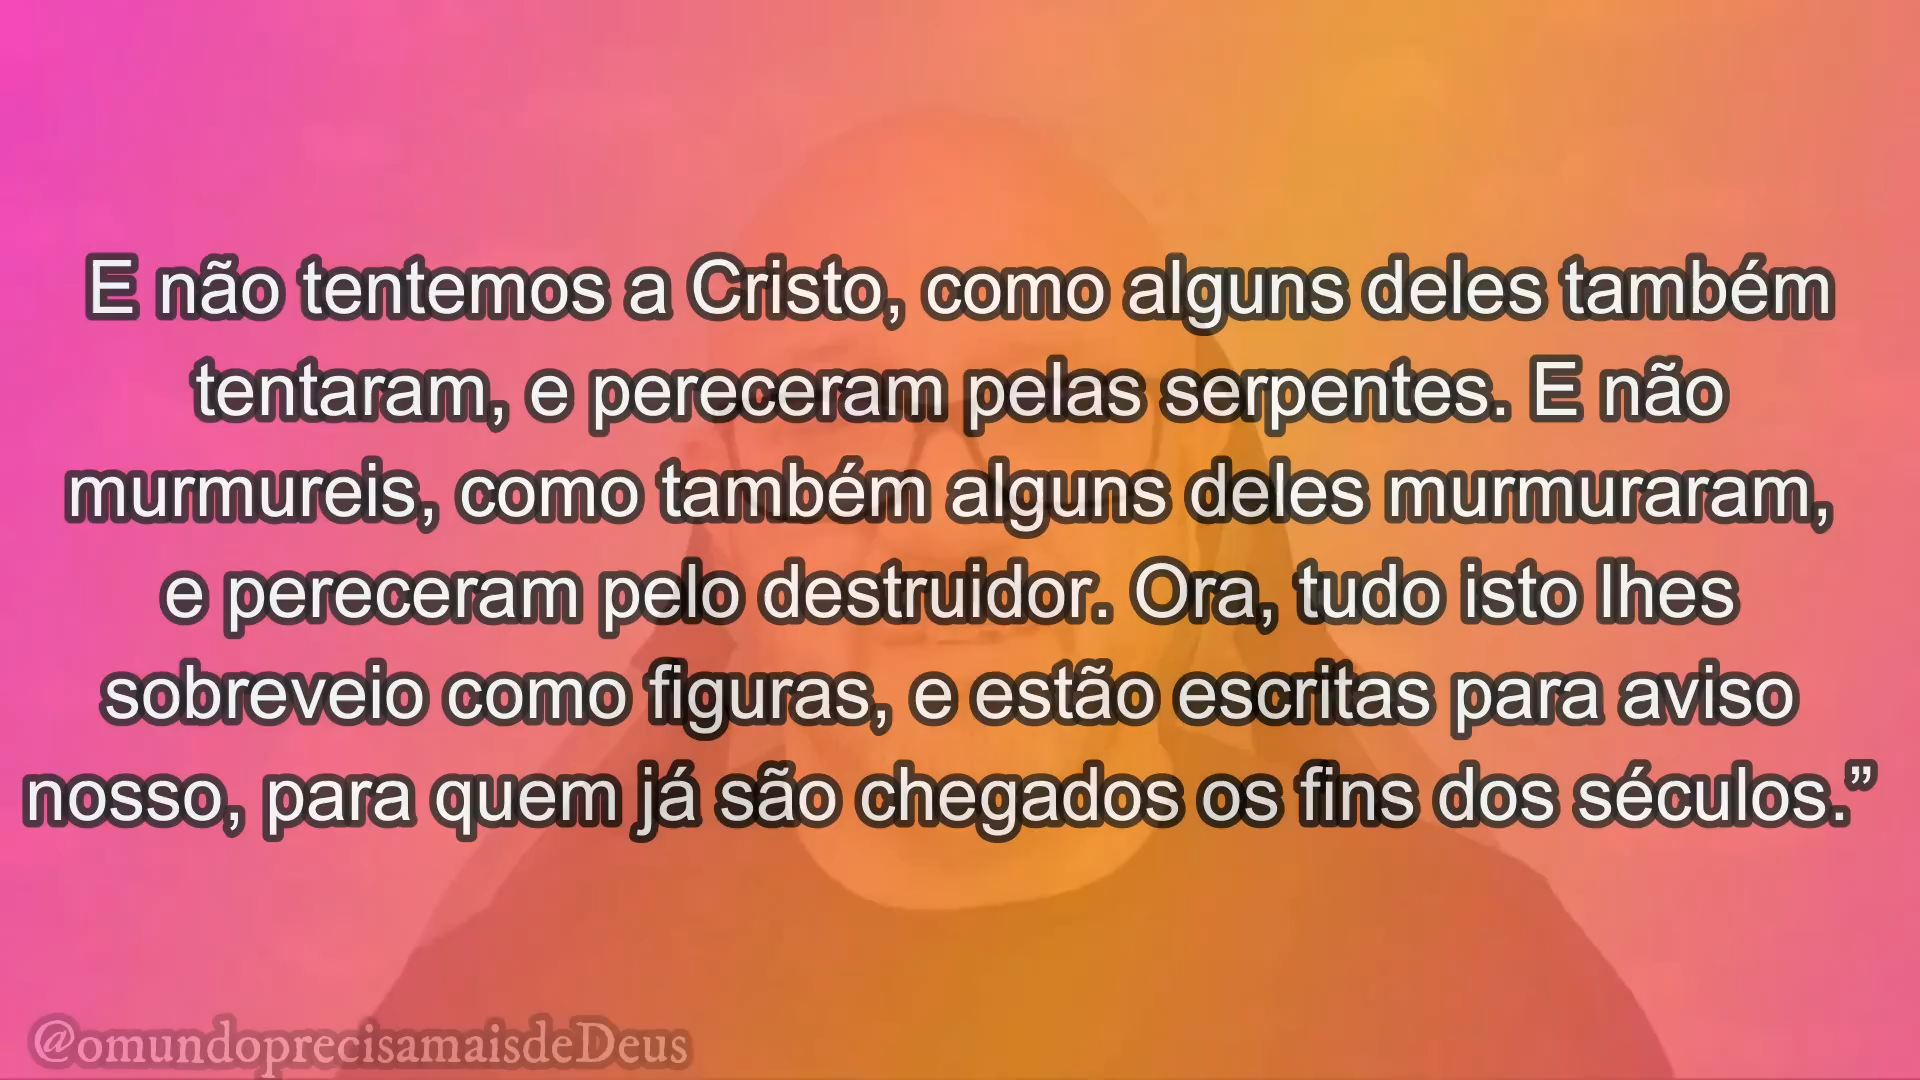 E não tentemos a Cristo, como alguns deles também
tentaram, e pereceram pelas serpentes. E não
murmureis, como também alguns deles murmuraram,
e pereceram pelo destruidor. Ora, tudo isto lhes
sobreveio como figuras, e estão escritas para aviso
nosso, para quem já são chegados os fins dos séculos.”
@omundoprecisamaisdeDeus